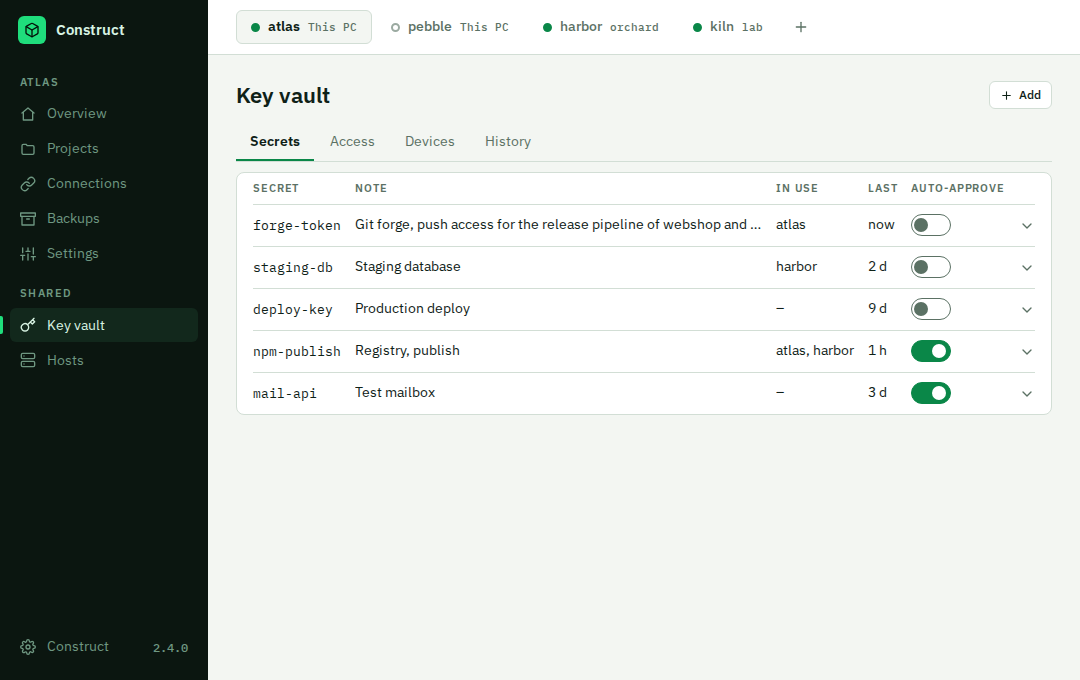 Construct
atlas This PC
pebble This PC
harbor orchard
kiln lab
ATLAS
Overview
Projects
Connections
Backups
Settings
SHARED
Key vault
Hosts
Construct 2.4.0
Key vault
Add
Secrets Access Devices History
SECRET NOTE IN USE LAST AUTO-APPROVE
forge-token Git forge, push access for the release pipeline of webshop and ... atlas now
staging-db Staging database harbor 2 d
deploy-key Production deploy – 9 d
npm-publish Registry, publish atlas, harbor 1 h
mail-api Test mailbox – 3 d